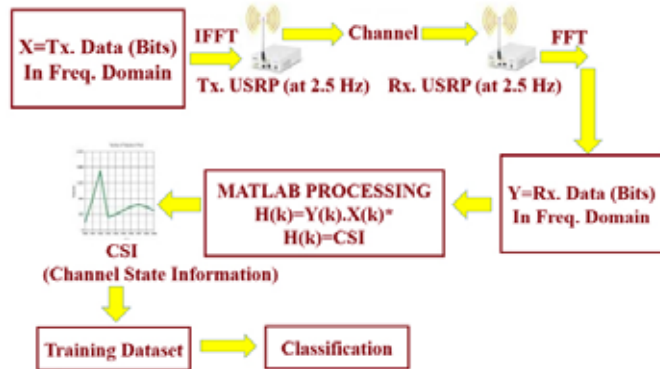 X=Tx. Data (Bits)
In Freq. Domain
IFFT
Channel
FFT
Tx. USRP (at 2.5 Hz)
Rx. USRP (at 2.5 Hz)
Y=Rx. Data (Bits)
In Freq. Domain
MATLAB PROCESSING
H(k)=Y(k).X(k)*
H(k)=CSI
CSI
(Channel State Information)
Training Dataset
Classification